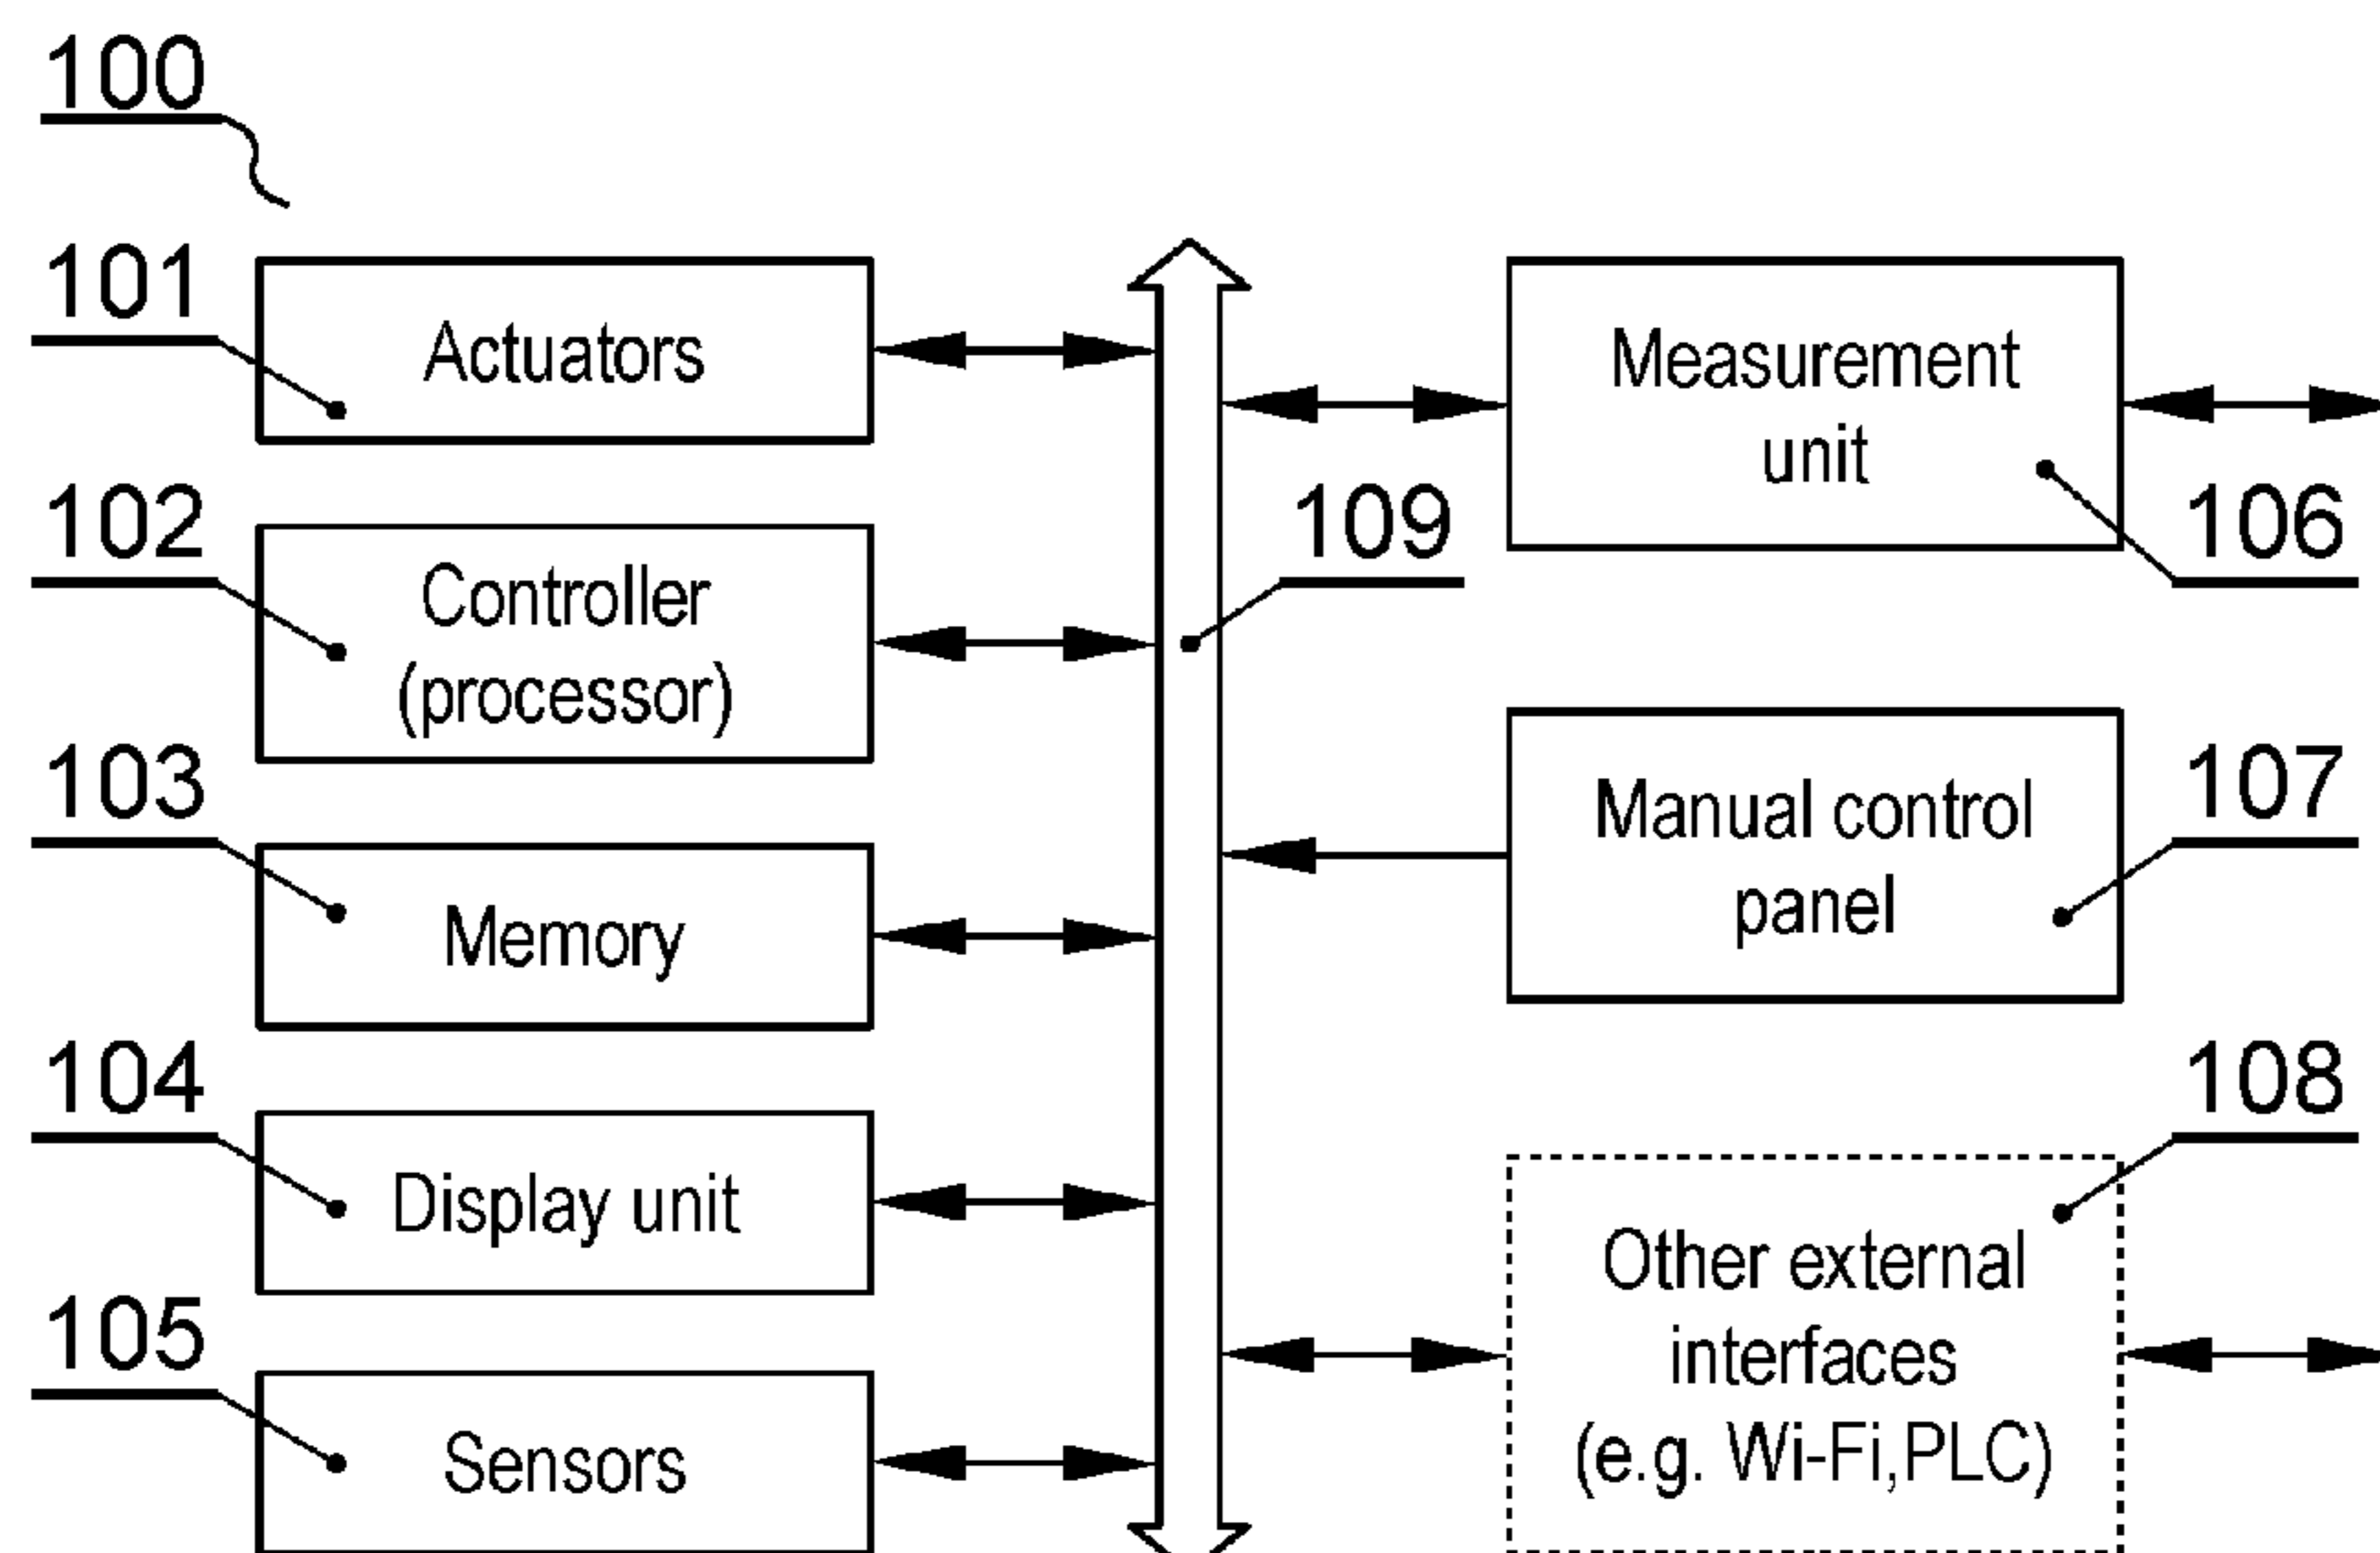 100
101
Actuators
102
Controller
(processor)
103
Memory
104
Display unit
105
Sensors
109
Measurement
unit
106
Manual control
panel
107
108
Other external
interfaces
(e.g. Wi-Fi,PLC)